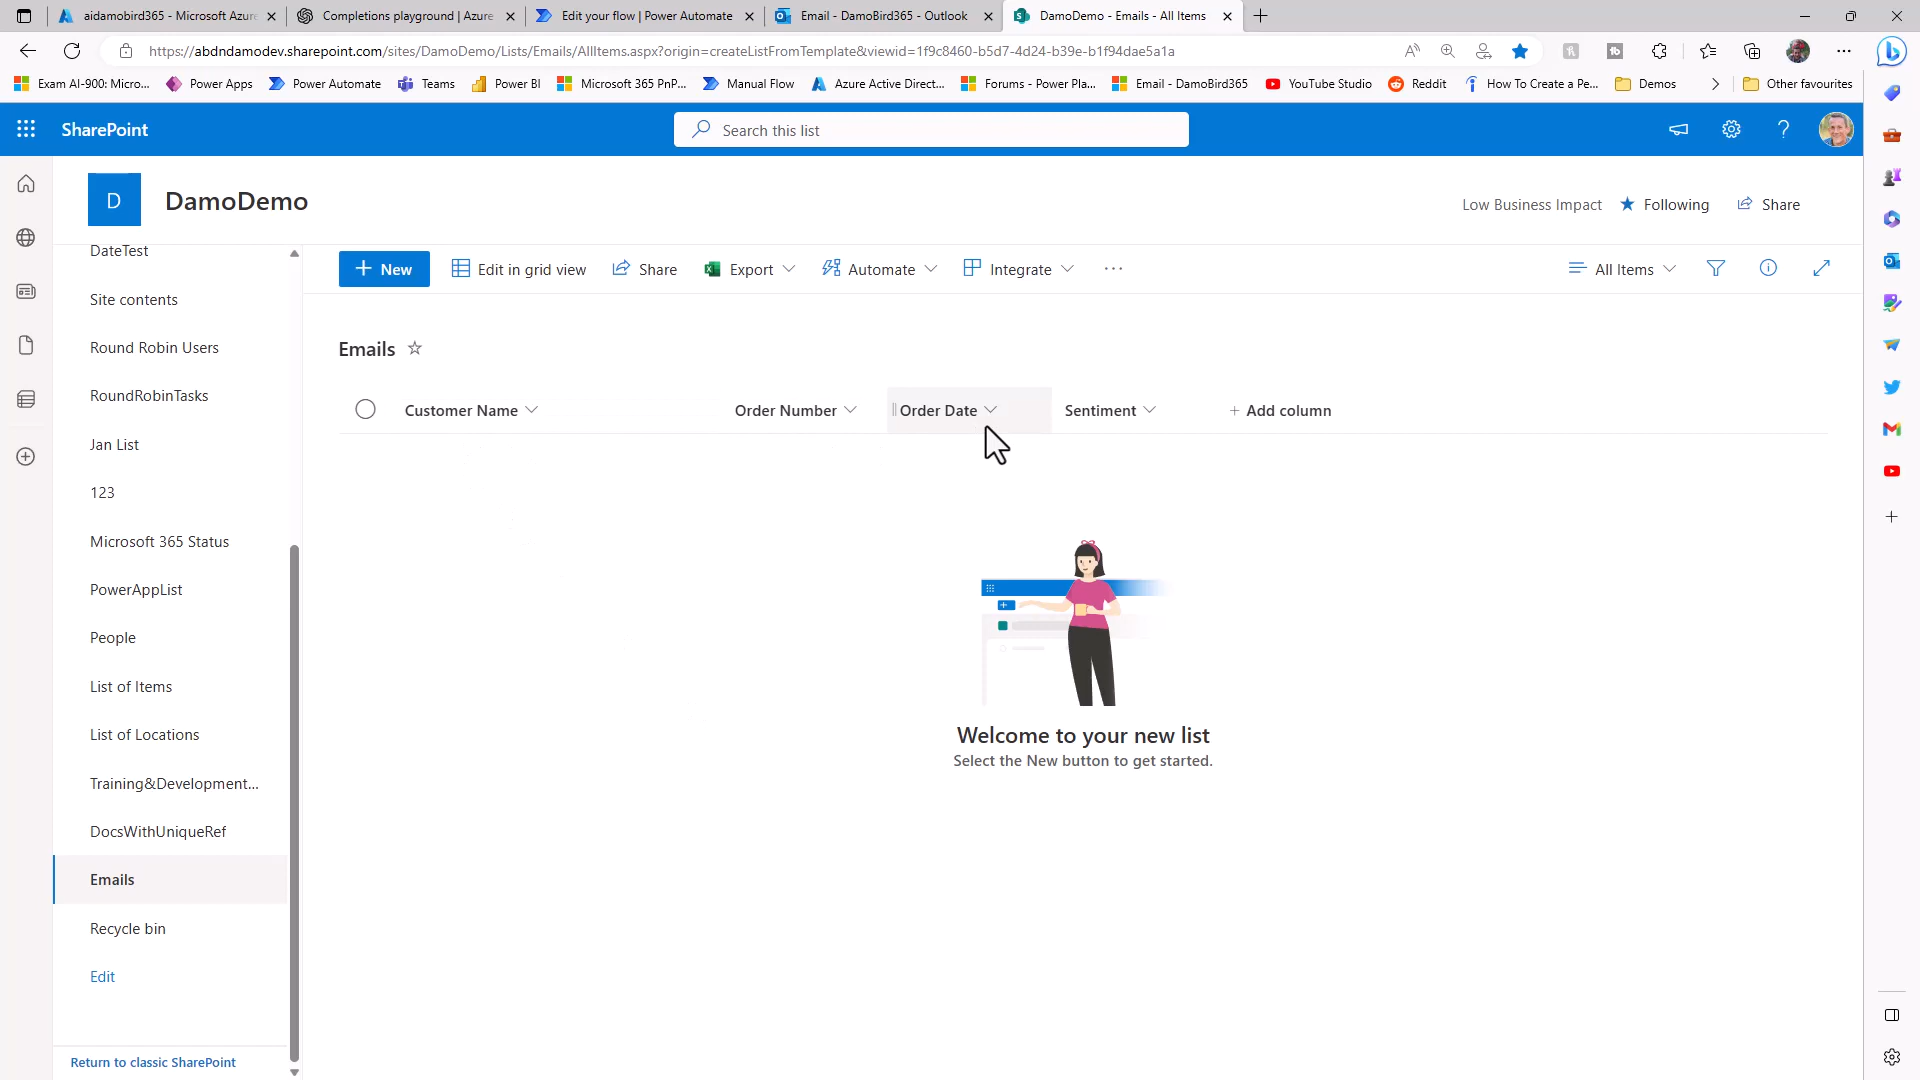 aidamobird365 - Microsoft Azure
Completions playground | Azure
Edit your flow | Power Automate
Email - DamoBird365 - Outlook
DamoDemo - Emails - All Items
https://abdndamodev.sharepoint.com/sites/DamoDemo/Lists/Emails/AllItems.aspx?origin=createListFromTemplate&viewid=1f9c8460-b5d7-4d24-b39e-b1f94dae5a1a
Exam AI-900: Micro...
Power Apps
Power Automate
Teams
Power BI
Microsoft 365 PnP...
Manual Flow
Azure Active Direct...
Forums - Power Pla...
Email - DamoBird365
YouTube Studio
Reddit
How To Create a Pe...
Demos
Other favourites
SharePoint
Search this list
D
DamoDemo
Low Business Impact
Following
Share
DateTest
Site contents
Round Robin Users
RoundRobinTasks
Jan List
123
Microsoft 365 Status
PowerAppList
People
List of Items
List of Locations
Training&Development...
DocsWithUniqueRef
Emails
Recycle bin
Edit
Return to classic SharePoint
+ New
Edit in grid view
Share
Export
Automate
Integrate
...
All Items
Emails
Customer Name
Order Number
Order Date
Sentiment
+ Add column
Welcome to your new list
Select the New button to get started.